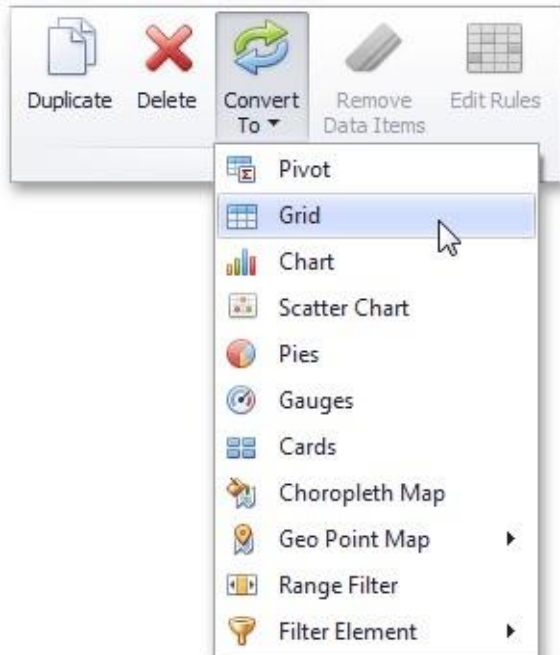 Duplicate Delete Convert Remove Edit Rules
To Data Items
Pivot
Grid
Chart
Scatter Chart
Pies
Gauges
Cards
Choropleth Map
Geo Point Map
Range Filter
Filter Element